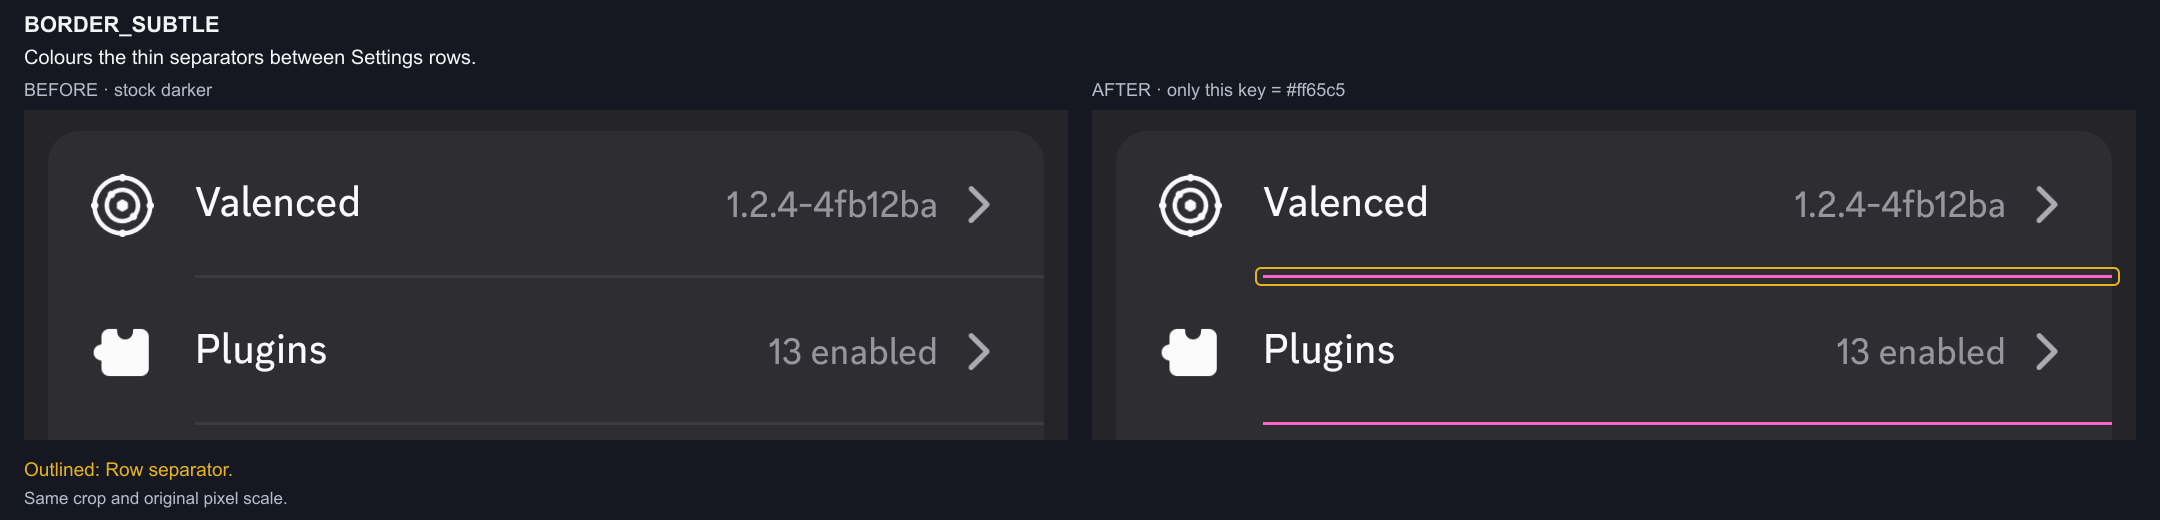 BORDER_SUBTLE
Colours the thin separators between Settings rows.
BEFORE · stock darker
AFTER · only this key = #ff65c5
Valenced
1.2.4-4fb12ba
Plugins
13 enabled
Valenced
1.2.4-4fb12ba
Plugins
13 enabled
Outlined: Row separator.
Same crop and original pixel scale.